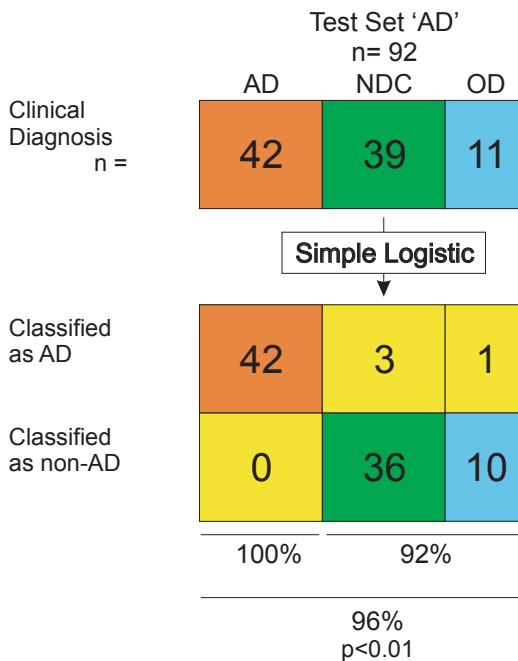 Test Set ‘AD’
n= 92
AD NDC OD
Clinical
Diagnosis
n =
42 39 11
Simple Logistic
Classified
as AD
42 3 1
Classified
as non-AD
0 36 10
100% 92%
96%
p<0.01